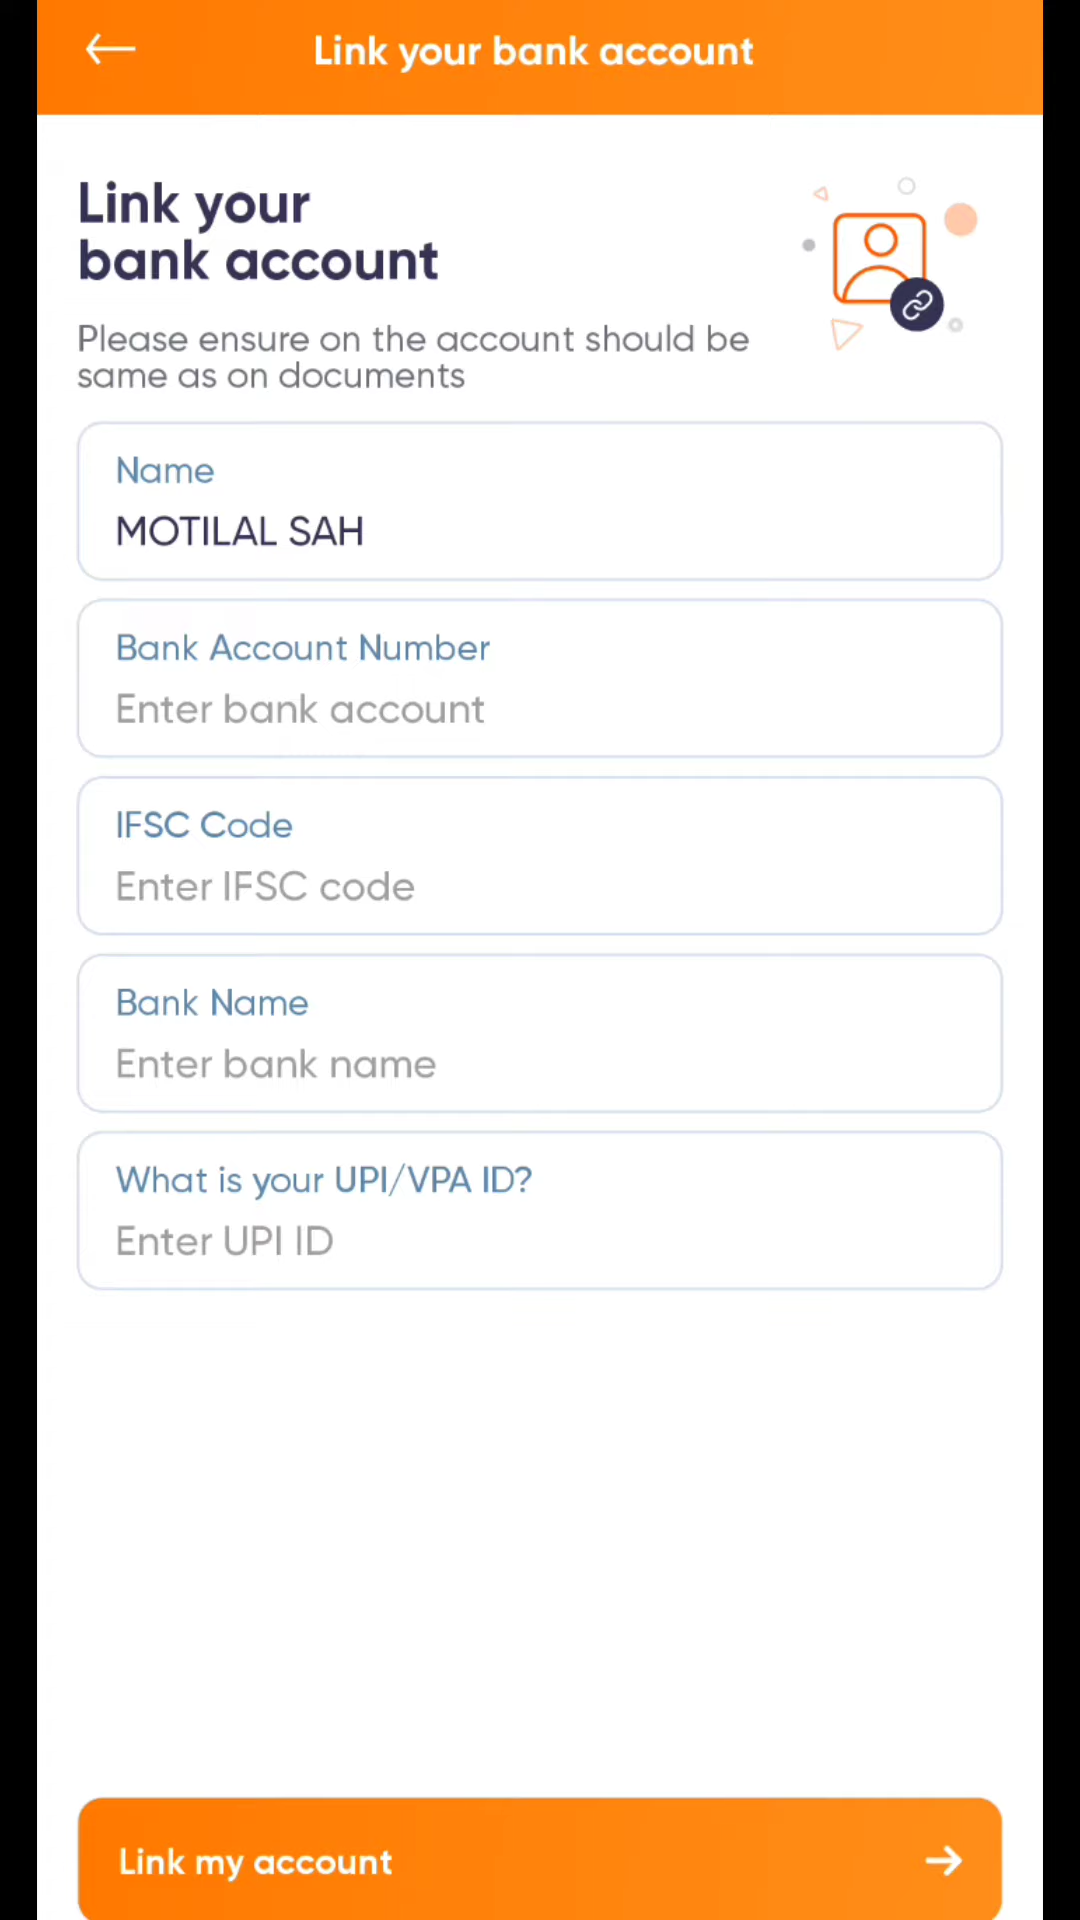 Link your bank account
Link your
bank account
Please ensure on the account should be
same as on documents
Name
MOTILAL SAH
Bank Account Number
Enter bank account
IFSC Code
Enter IFSC code
Bank Name
Enter bank name
What is your UPI/VPA ID?
Enter UPI ID
Link my account